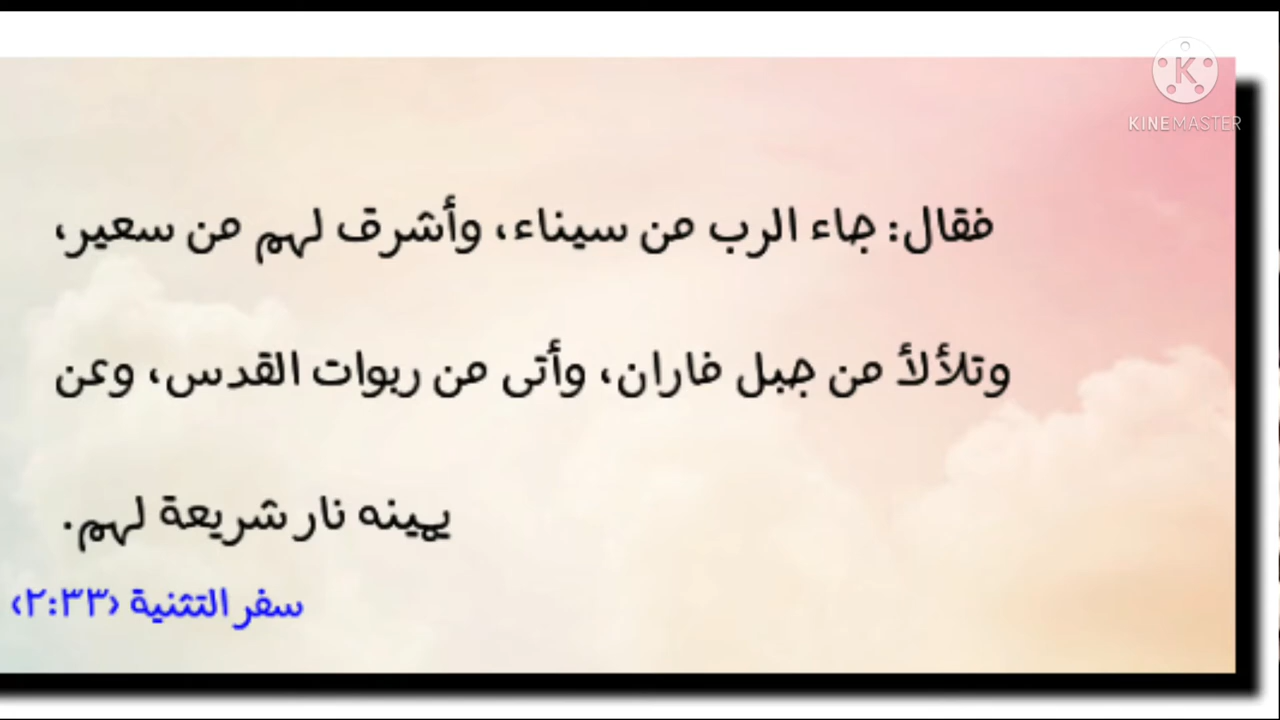 KINEMASTER
فقال: جاء الرب من سيناء، وأشرق لهم من سعير،
وتلألأ من جبل فاران، وأتى من ربوات القدس، وعن
يمينه نار شريعة لهم.
سفر التثنية (٢:٣٣)